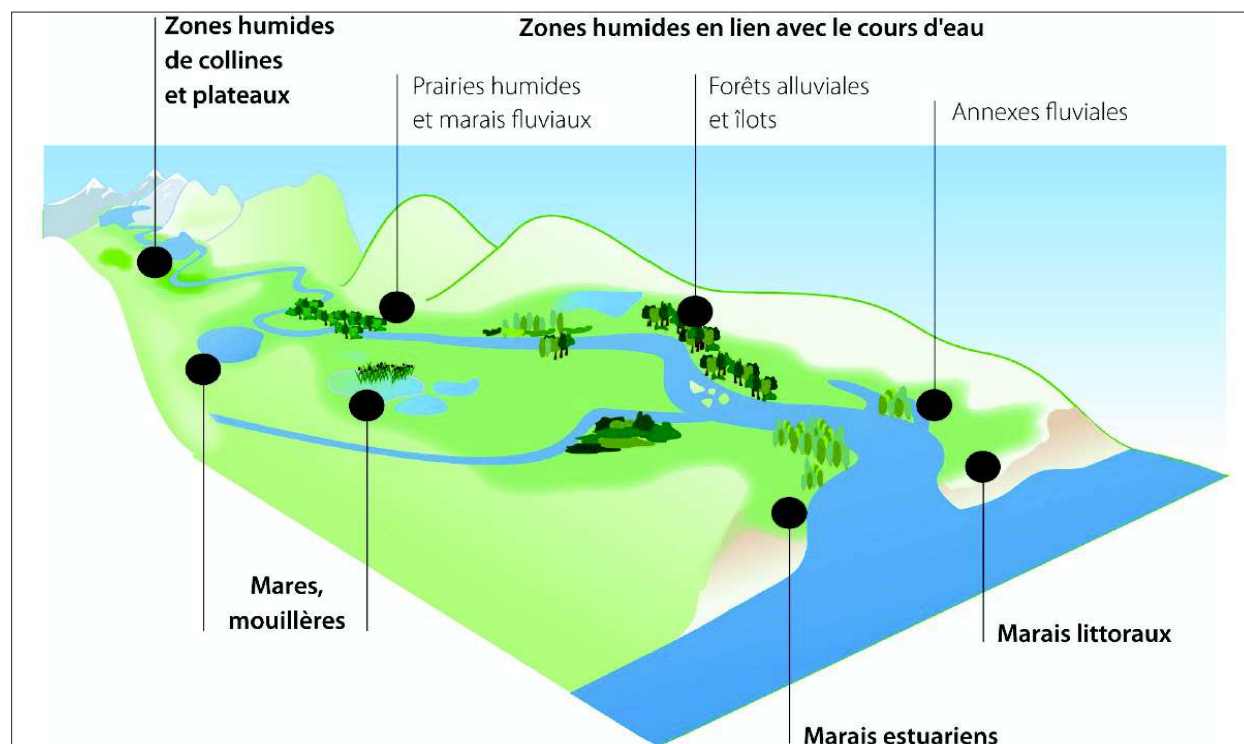 Zones humides
de collines
et plateaux
Zones humides en lien avec le cours d'eau
Prairies humides
et marais fluviaux
Forêts alluviales
et îlots
Annexes fluviales
Mares,
mouillères
Marais littoraux
Marais estuariens